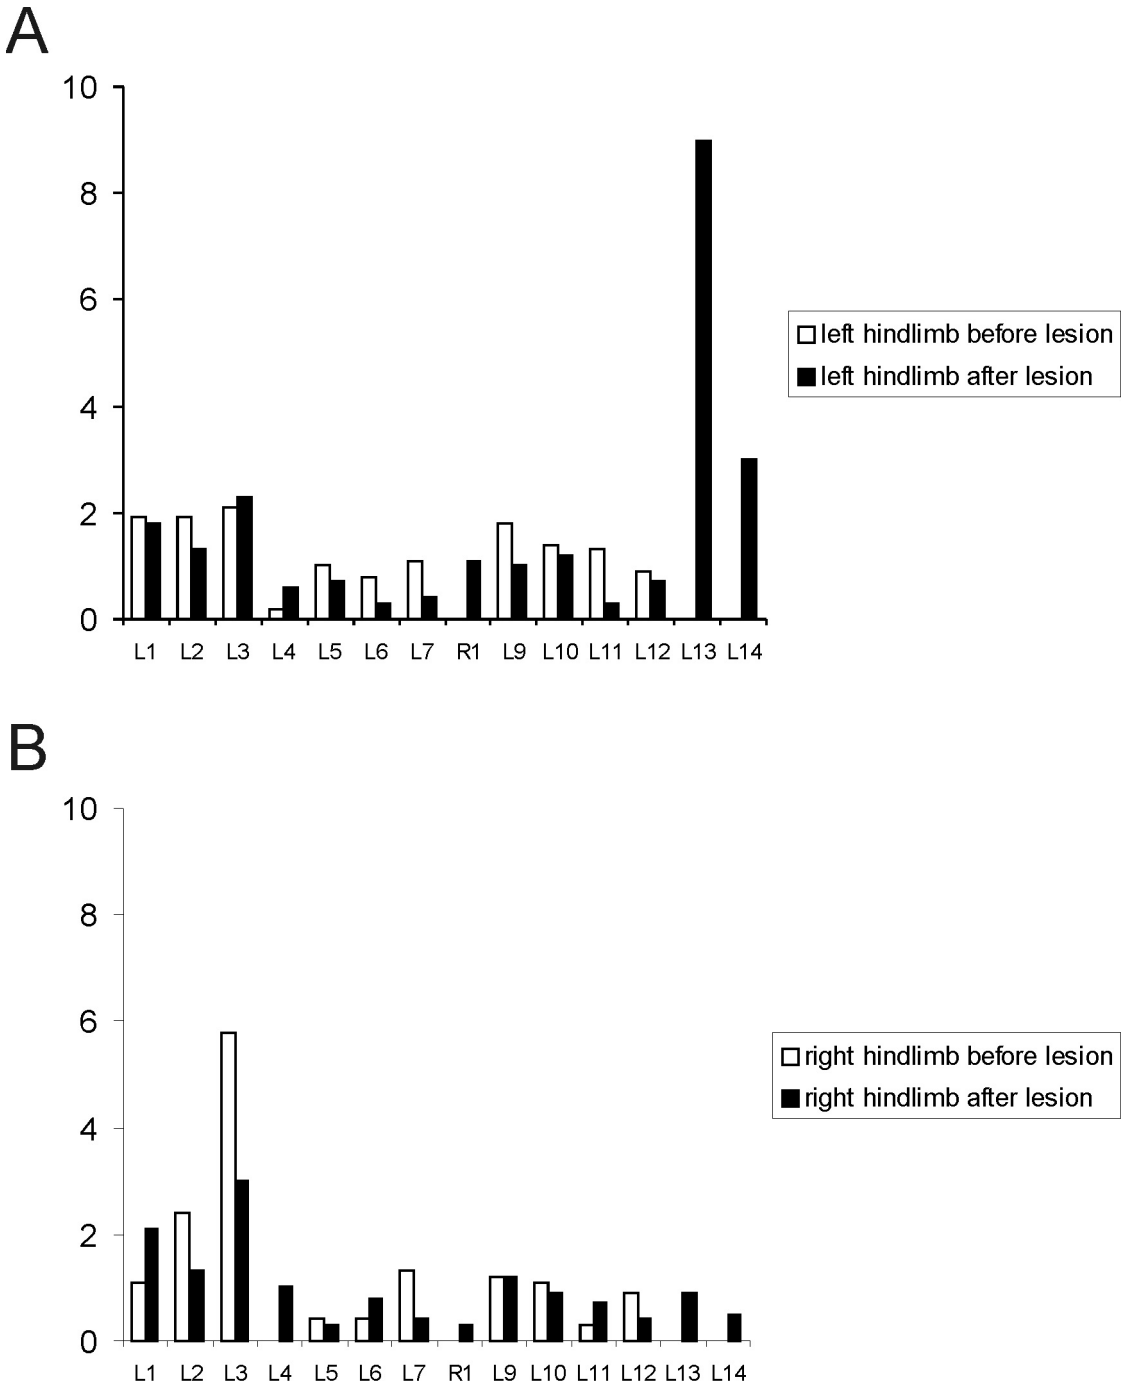 A
10
8
6
4
2
0
L1 L2 L3 L4 L5 L6 L7 R1 L9 L10 L11 L12 L13 L14
left hindlimb before lesion
left hindlimb after lesion
B
10
8
6
4
2
0
L1 L2 L3 L4 L5 L6 L7 R1 L9 L10 L11 L12 L13 L14
right hindlimb before lesion
right hindlimb after lesion